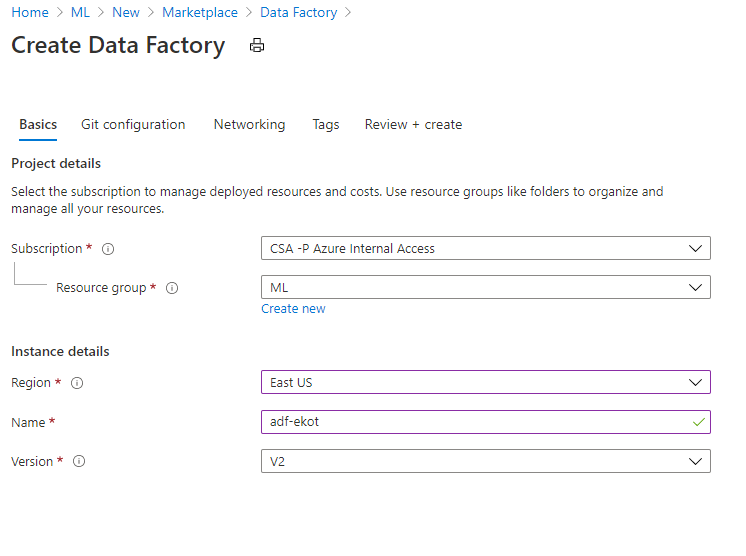 Home > ML > New > Marketplace > Data Factory >
Create Data Factory
Basics Git configuration Networking Tags Review + create
Project details
Select the subscription to manage deployed resources and costs. Use resource groups like folders to organize and
manage all your resources.
Subscription * CSA -P Azure Internal Access
Resource group * ML
Create new
Instance details
Region * East US
Name * adf-ekot
Version * V2